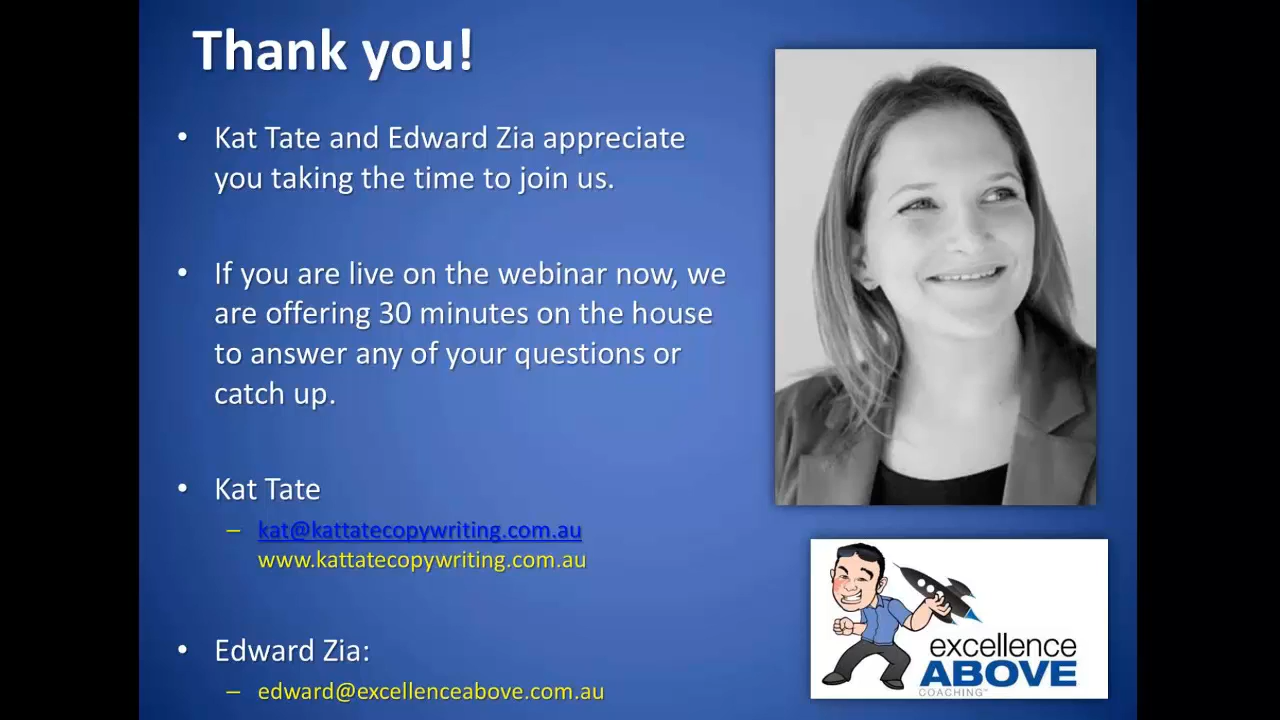 Thank you!
• Kat Tate and Edward Zia appreciate
you taking the time to join us.
• If you are live on the webinar now, we
are offering 30 minutes on the house
to answer any of your questions or
catch up.
• Kat Tate
– kat@kattatecopywriting.com.au
www.kattatecopywriting.com.au
• Edward Zia:
– edward@excellenceabove.com.au
excellence
ABOVE
COACHING™